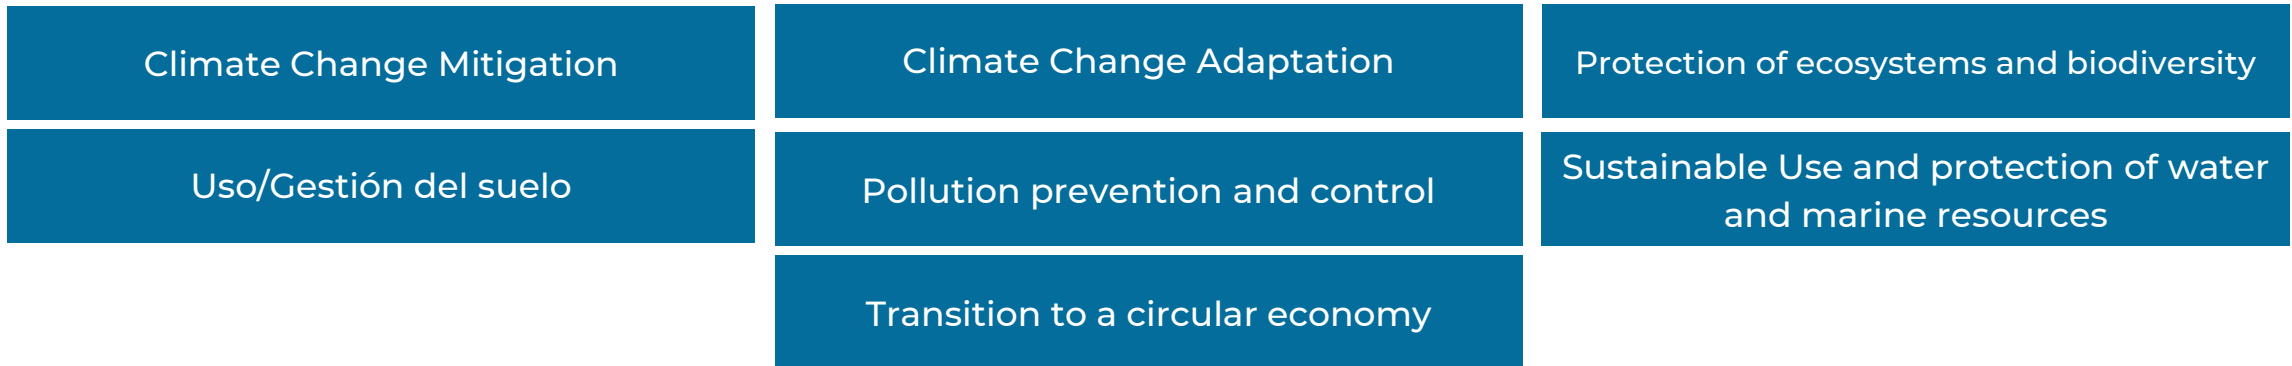 Climate Change Mitigation
Climate Change Adaptation
Protection of ecosystems and biodiversity
Uso/Gestión del suelo
Pollution prevention and control
Sustainable Use and protection of water
and marine resources
Transition to a circular economy